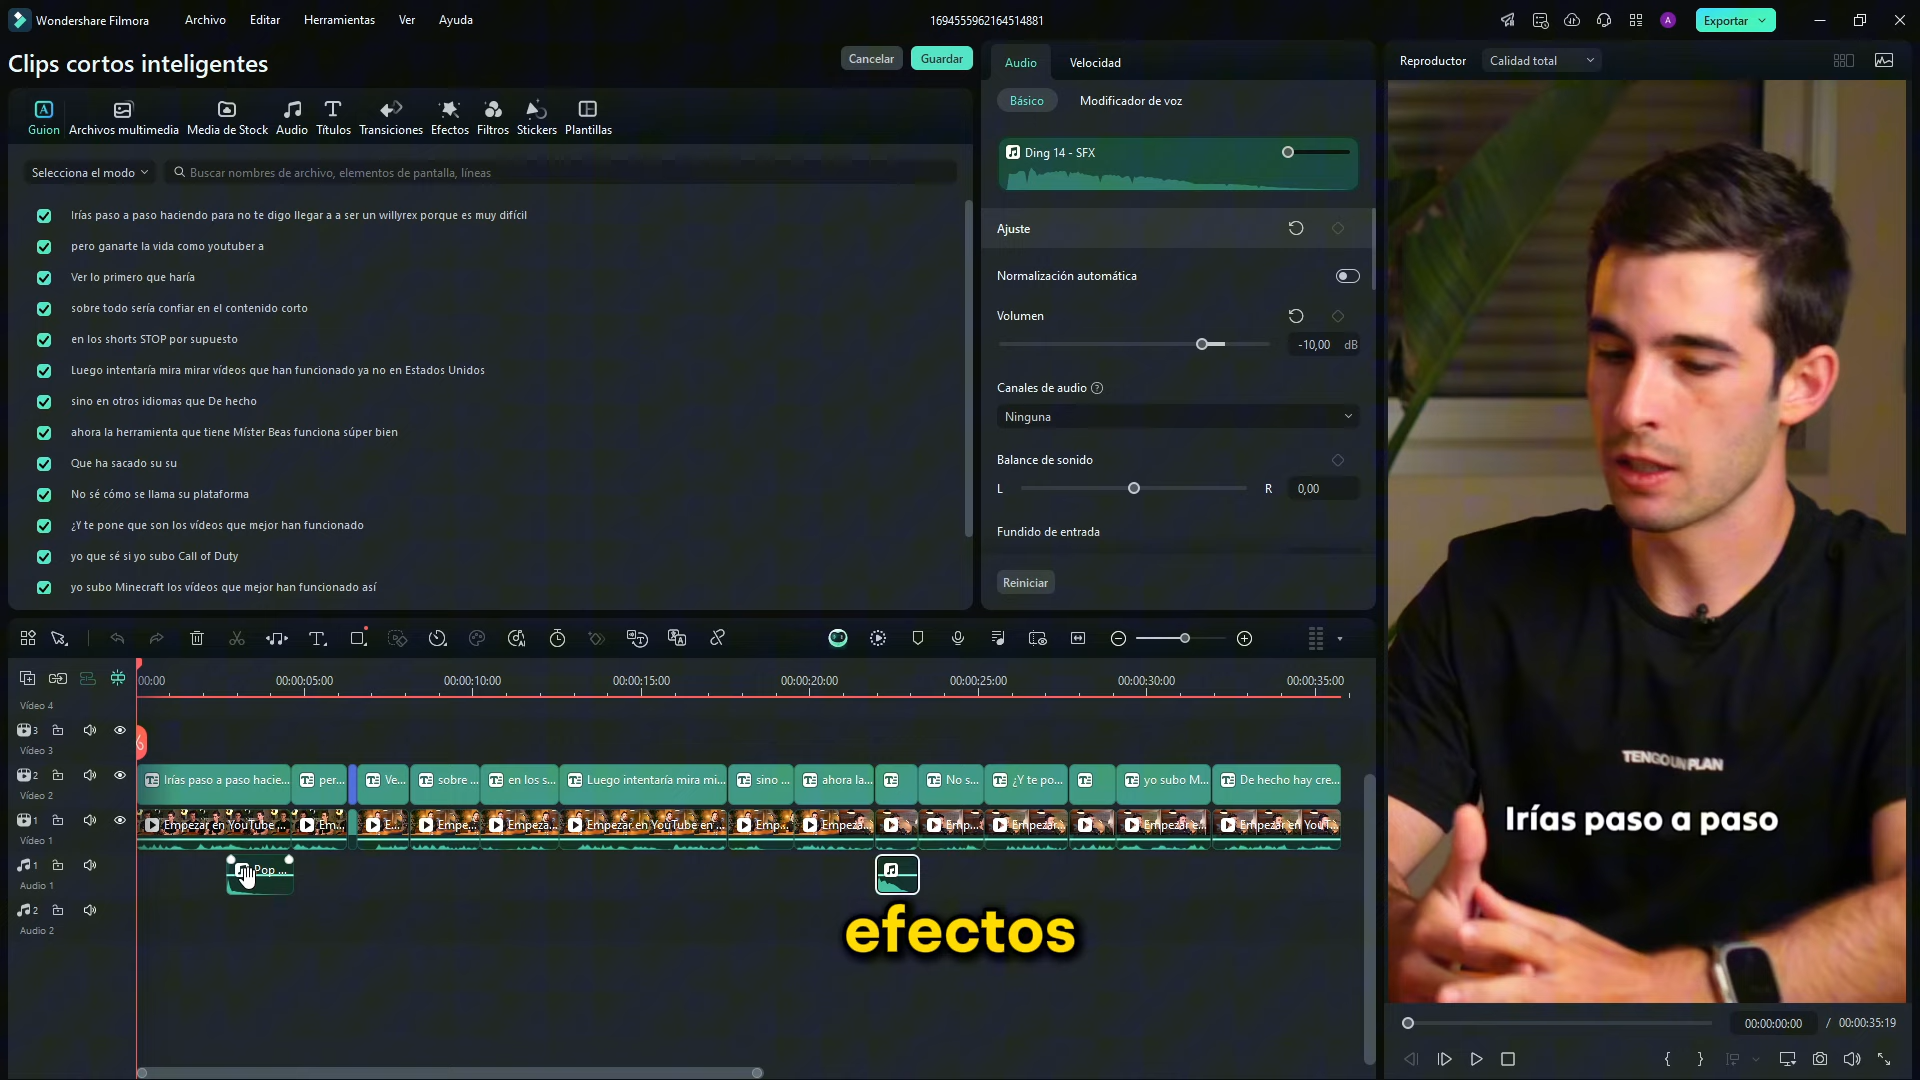 Wondershare Filmora
Archivo
Editar
Herramientas
Ver
Ayuda
1694555962164514881
A
Exportar
Clips cortos inteligentes
Cancelar
Guardar
Guion
Archivos multimedia
Media de Stock
Audio
Títulos
Transiciones
Efectos
Filtros
Stickers
Plantillas
Selecciona el modo
Buscar nombres de archivo, elementos de pantalla, líneas
Irías paso a paso haciendo para no te digo llegar a a ser un willyrex porque es muy difícil
pero ganarte la vida como youtuber a
Ver lo primero que haría
sobre todo sería confiar en el contenido corto
en los shorts STOP por supuesto
Luego intentaría mira mirar vídeos que han funcionado ya no en Estados Unidos
sino en otros idiomas que De hecho
ahora la herramienta que tiene Míster Beas funciona súper bien
Que ha sacado su su
No sé cómo se llama su plataforma
¿Y te pone que son los vídeos que mejor han funcionado
yo que sé si yo subo Call of Duty
yo subo Minecraft los vídeos que mejor han funcionado así
Audio
Velocidad
Básico
Modificador de voz
Ding 14 - SFX
Ajuste
Normalización automática
Volumen
-10,00 dB
Canales de audio
Ninguna
Balance de sonido
L
R
0,00
Fundido de entrada
Reiniciar
Reproductor
Calidad total
TENGO UN PLAN
Irías paso a paso
00:00:00:00 / 00:00:35:19
00:00
00:00:05:00
00:00:10:00
00:00:15:00
00:00:20:00
00:00:25:00
00:00:30:00
00:00:35:00
Vídeo 4
3
Vídeo 3
2
Vídeo 2
Irías paso a paso hacie...
per...
Ve...
sobre ...
en los s...
Luego intentaría mira mi...
sino ...
ahora la...
No s...
¿Y te po...
yo subo M...
De hecho hay cre...
1
Vídeo 1
Empezar en YouTube ...
Em...
E...
Empe...
Empeza...
Empezar en YouTube en ...
Emp...
Empeza...
Emp...
Empezar...
Empezar e...
Empezar en YouT...
1
Audio 1
Pop ...
2
Audio 2
efectos